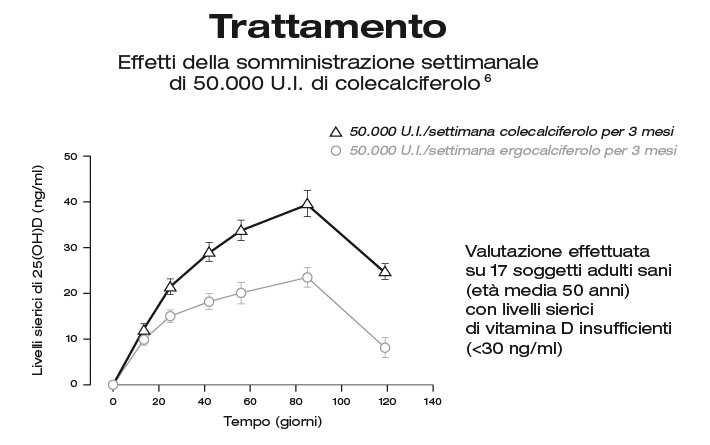 Trattamento
Effetti della somministrazione settimanale
di 50.000 U.I. di colecalciferolo 6
50.000 U.I./settimana colecalciferolo per 3 mesi
50.000 U.I./settimana ergocalciferolo per 3 mesi
Livelli sierici di 25(OH)D (ng/ml)
50
40
30
20
10
0
0 20 40 60 80 100 120 140
Tempo (giorni)
Valutazione effettuata
su 17 soggetti adulti sani
(età media 50 anni)
con livelli sierici
di vitamina D insufficienti
(<30 ng/ml)